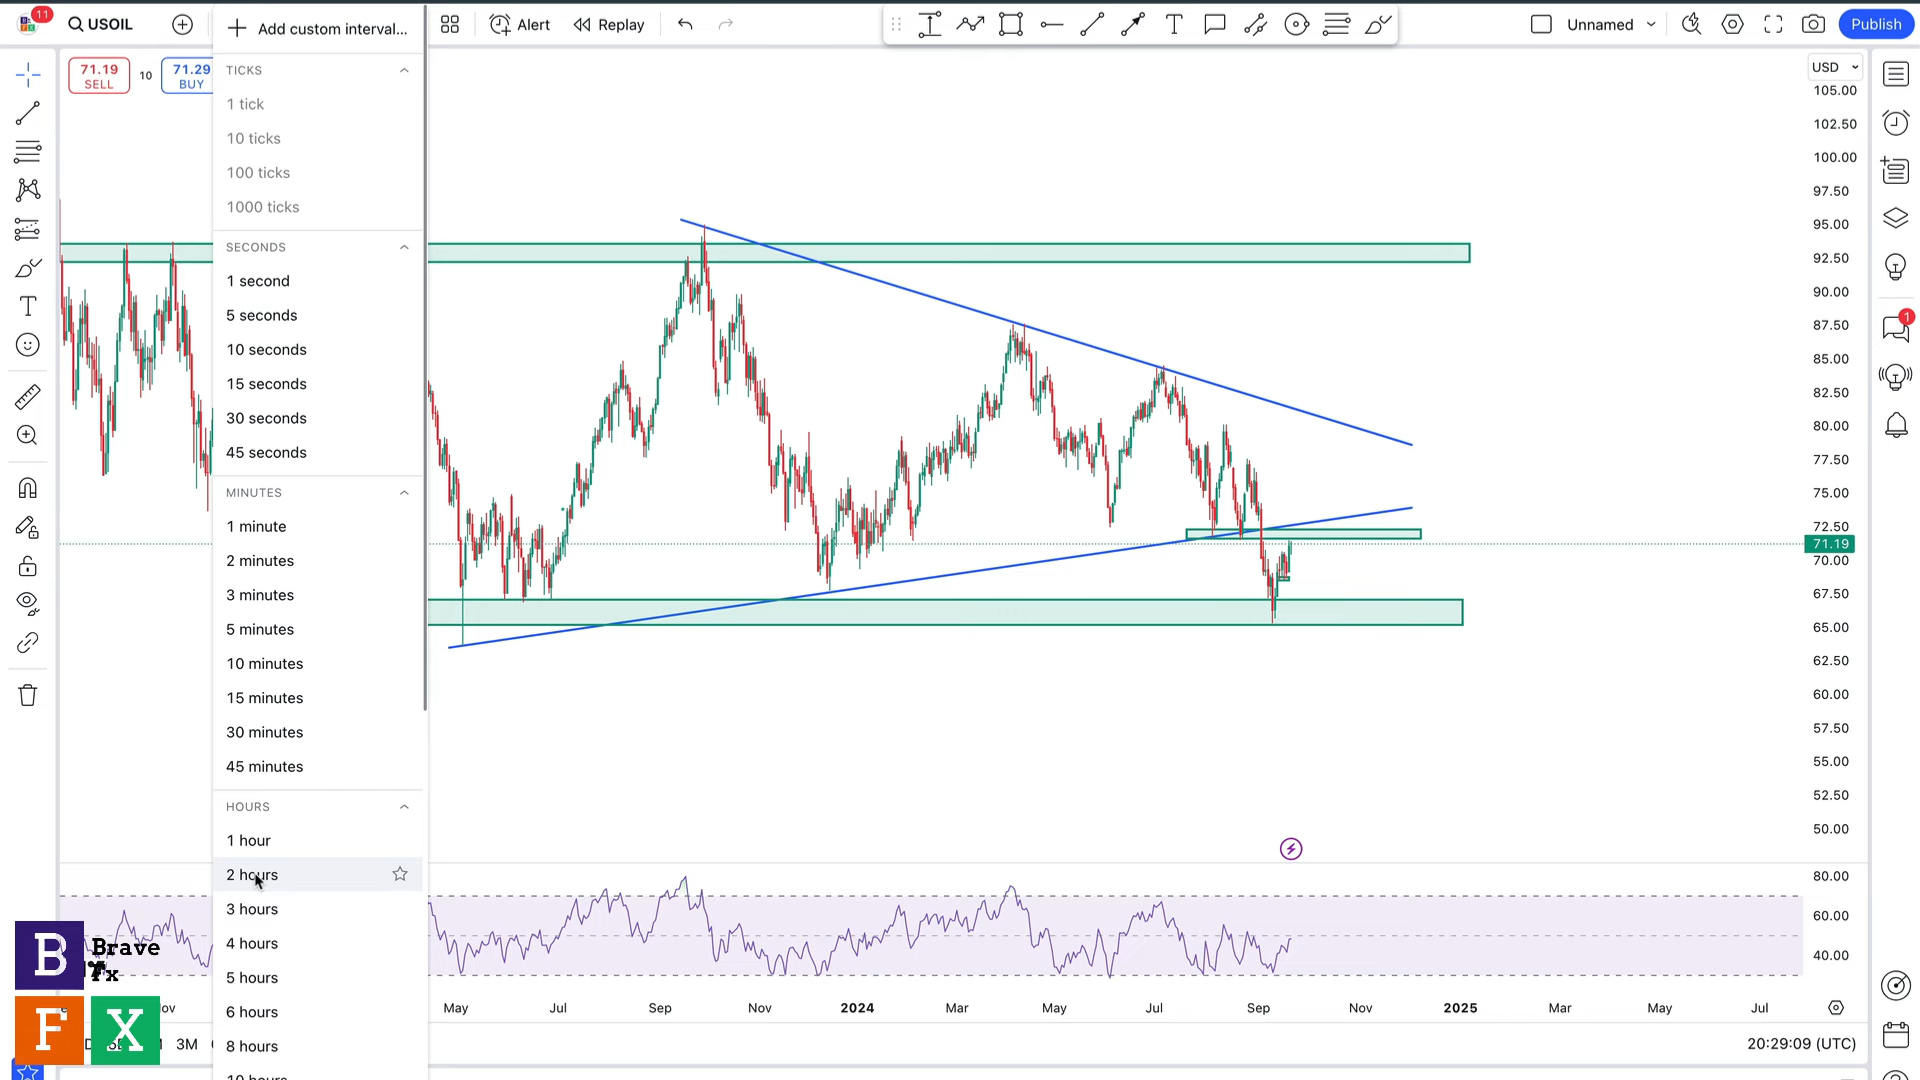 11
USOIL
Add custom interval...
Alert
Replay
Unnamed
Publish
71.19
SELL
10
71.29
BUY
USD
TICKS
1 tick
10 ticks
100 ticks
1000 ticks
SECONDS
1 second
5 seconds
10 seconds
15 seconds
30 seconds
45 seconds
MINUTES
1 minute
2 minutes
3 minutes
5 minutes
10 minutes
15 minutes
30 minutes
45 minutes
HOURS
1 hour
2 hours
3 hours
4 hours
5 hours
6 hours
8 hours
10 hours
105.00
102.50
100.00
97.50
95.00
92.50
90.00
87.50
85.00
82.50
80.00
77.50
75.00
72.50
71.19
70.00
67.50
65.00
62.50
60.00
57.50
55.00
52.50
50.00
80.00
60.00
40.00
1
May
Jul
Sep
Nov
2024
Mar
May
Jul
Sep
Nov
2025
Mar
May
Jul
3M
20:29:09 (UTC)
B
Brave
Fx
F
X